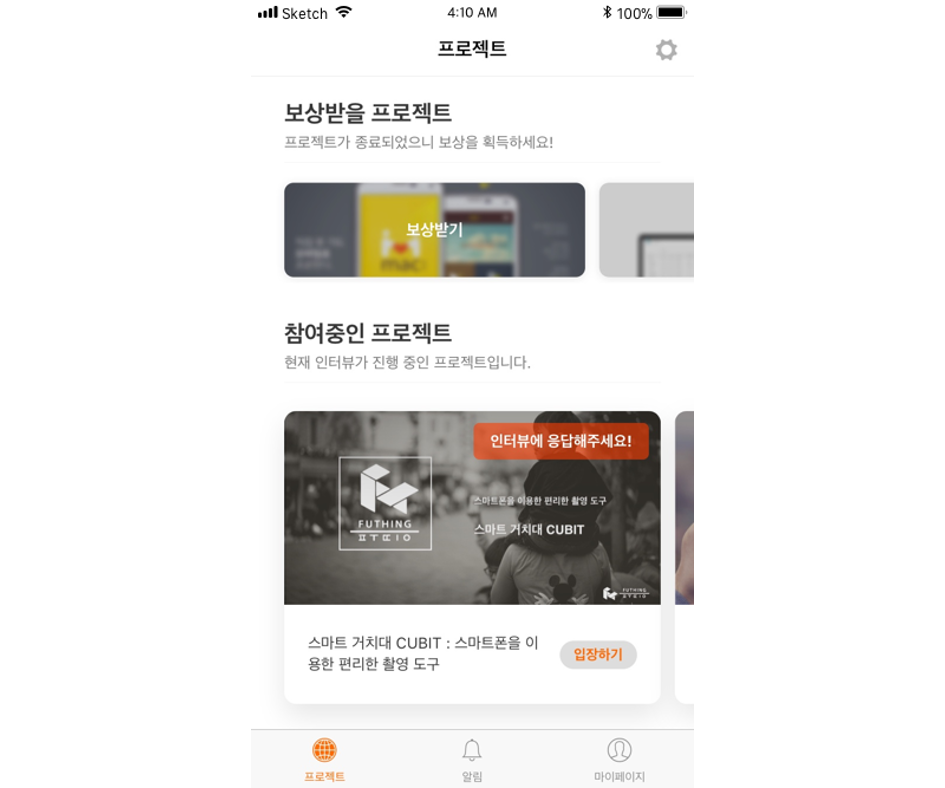 Sketch 4:10 AM 100%
프로젝트
보상받을 프로젝트
프로젝트가 종료되었으니 보상을 획득하세요!
보상받기
참여중인 프로젝트
현재 인터뷰가 진행 중인 프로젝트입니다.
인터뷰에 응답해주세요!
스마트폰을 이용한 편리한 촬영 도구
스마트 거치대 CUBIT
FUTHING
ㅍㅜㄸㅣㅇ
FUTHING
스마트 거치대 CUBIT : 스마트폰을 이
용한 편리한 촬영 도구
입장하기
프로젝트 알림 마이페이지